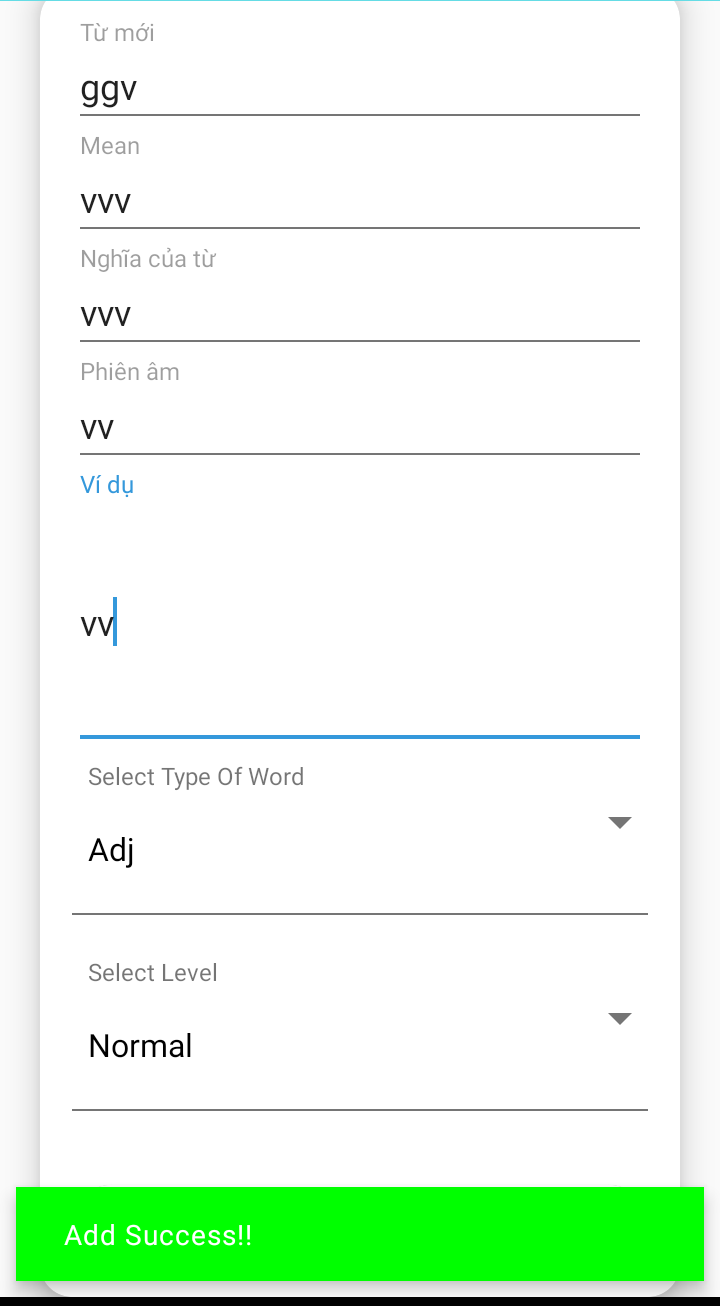 Từ mới
ggv
Mean
vvv
Nghĩa của từ
vvv
Phiên âm
vv
Ví dụ
vv
Select Type Of Word
Adj
Select Level
Normal
Add Success!!